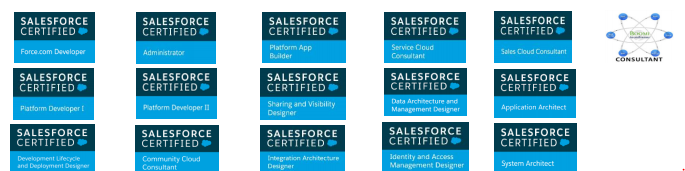 SALESFORCE
CERTIFIED
Force.com Developer
SALESFORCE
CERTIFIED
Administrator
SALESFORCE
CERTIFIED
Platform App
Builder
SALESFORCE
CERTIFIED
Service Cloud
Consultant
SALESFORCE
CERTIFIED
Sales Cloud Consultant
CONSULTANT
SALESFORCE
CERTIFIED
Platform Developer I
SALESFORCE
CERTIFIED
Platform Developer II
SALESFORCE
CERTIFIED
Sharing and Visibility
Designer
SALESFORCE
CERTIFIED
Data Architecture and
Management Designer
SALESFORCE
CERTIFIED
Application Architect
SALESFORCE
CERTIFIED
Development Lifecycle
and Deployment Designer
SALESFORCE
CERTIFIED
Community Cloud
Consultant
SALESFORCE
CERTIFIED
Integration Architecture
Designer
SALESFORCE
CERTIFIED
Identity and Access
Management Designer
SALESFORCE
CERTIFIED
System Architect
.